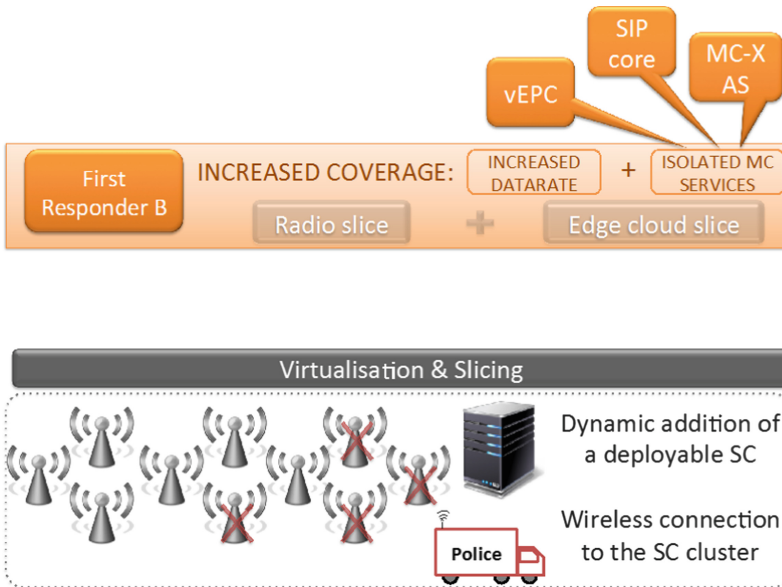 SIP
core
MC-X
AS
vEPC
First
Responder B
INCREASED COVERAGE:
INCREASED
DATARATE
+
ISOLATED MC
SERVICES
Radio slice
+
Edge cloud slice
Virtualisation & Slicing
Dynamic addition of
a deployable SC
Wireless connection
to the SC cluster
Police